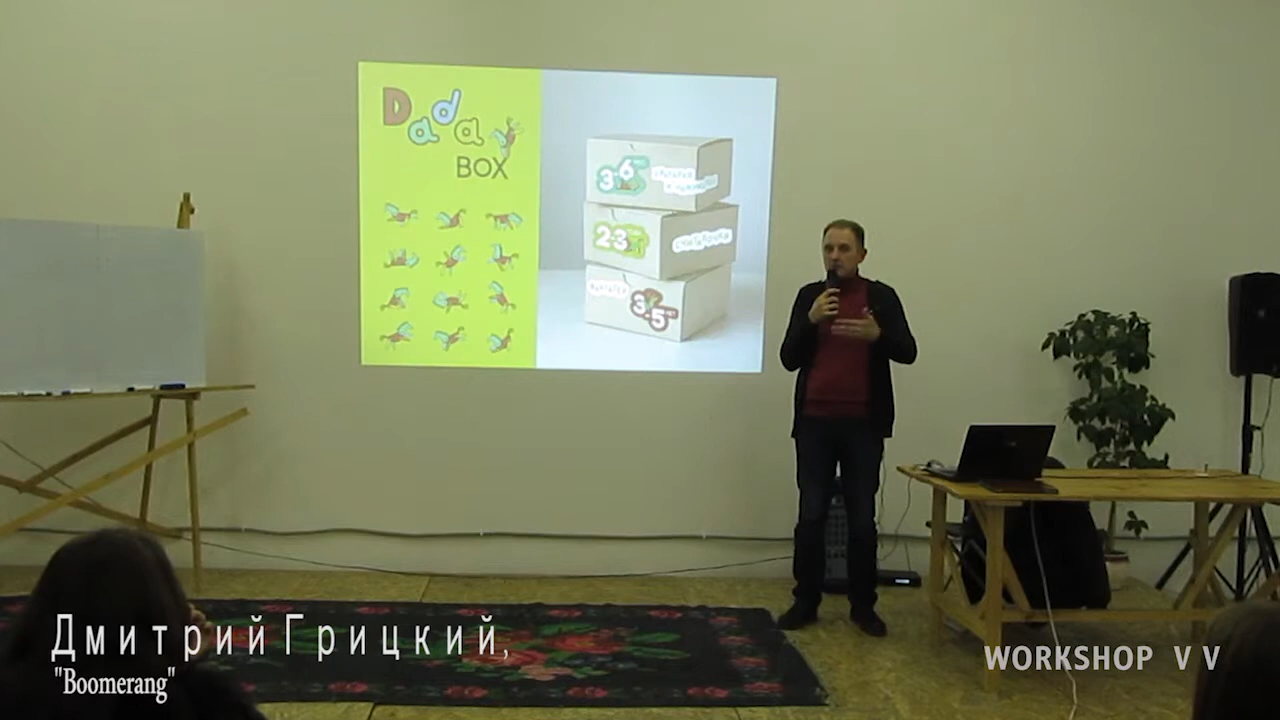 Dada
BOX
3-6
2-3
3-5
Дмитрий Грицкий,
"Boomerang"
WORKSHOP V V